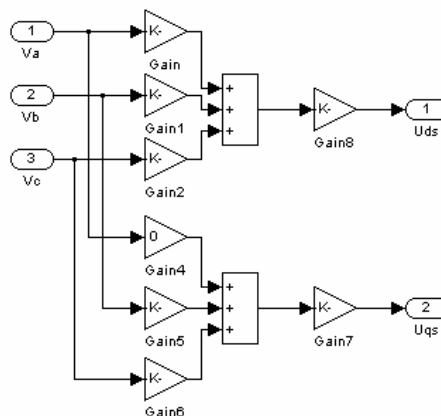 1
K-
Va
Gain
2
K-
Vb
Gain1
3
K-
Vc
Gain2
+
+
+
K-
Gain8
1
Uds
0
Gain4
K-
Gain5
K-
Gain6
+
+
+
K-
Gain7
2
Uqs